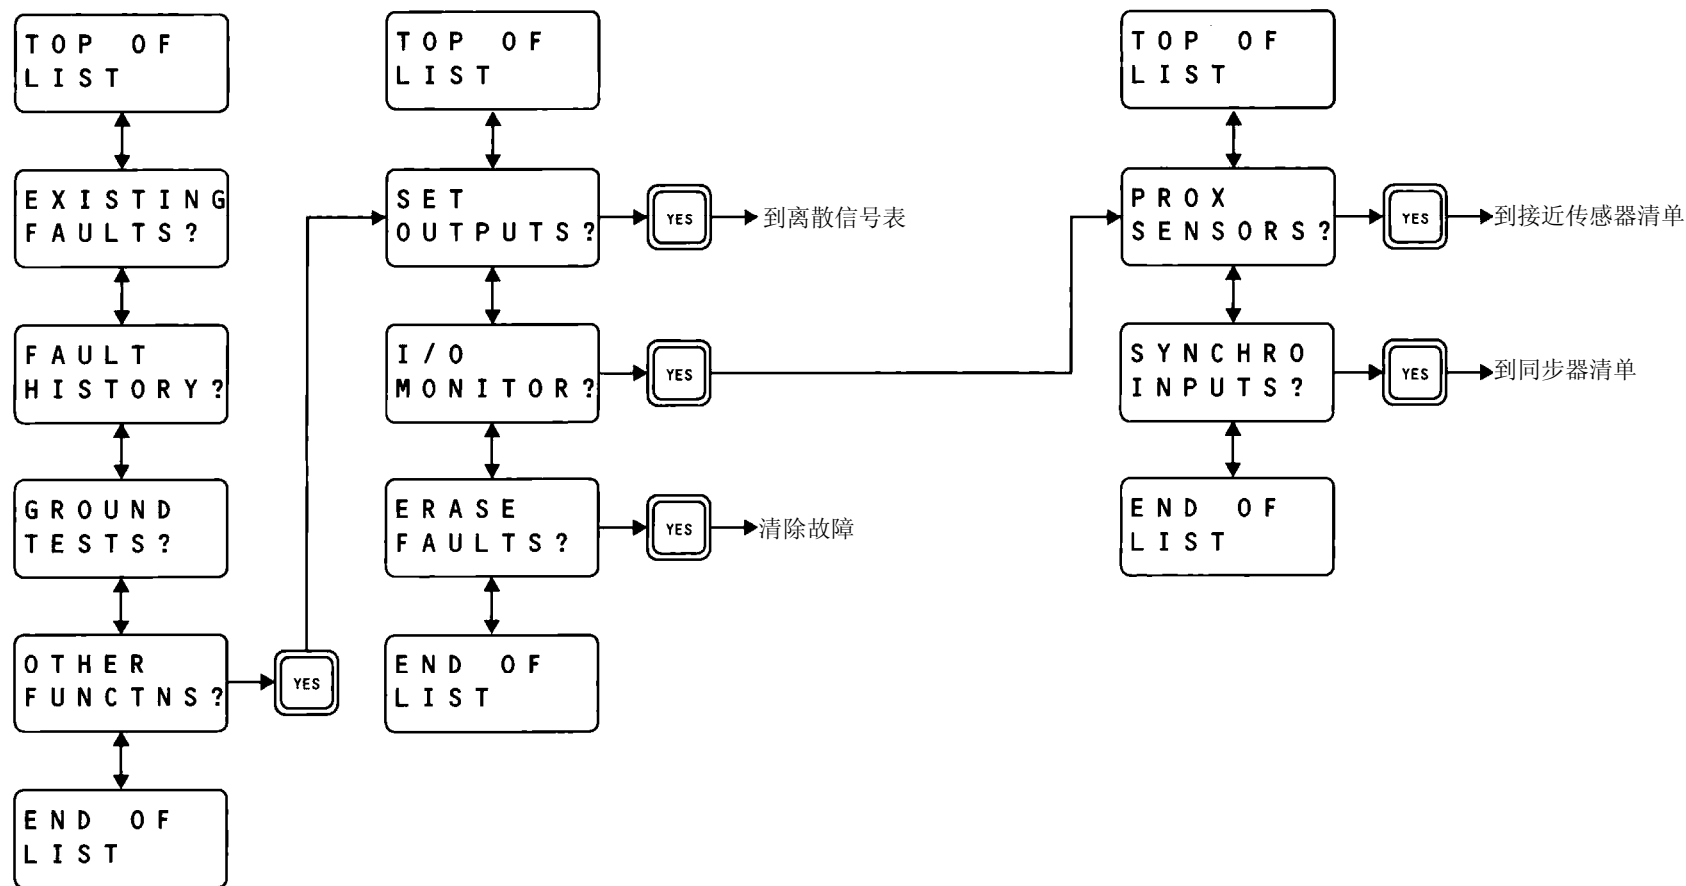 TOP OF
LIST
EXISTING
FAULTS?
FAULT
HISTORY?
GROUND
TESTS?
OTHER
FUNCTNS?
YES
END OF
LIST
TOP OF
LIST
SET
OUTPUTS?
YES
到离散信号表
I/O
MONITOR?
YES
ERASE
FAULTS?
YES
清除故障
END OF
LIST
TOP OF
LIST
PROX
SENSORS?
YES
到接近传感器清单
SYNCHRO
INPUTS?
YES
到同步器清单
END OF
LIST